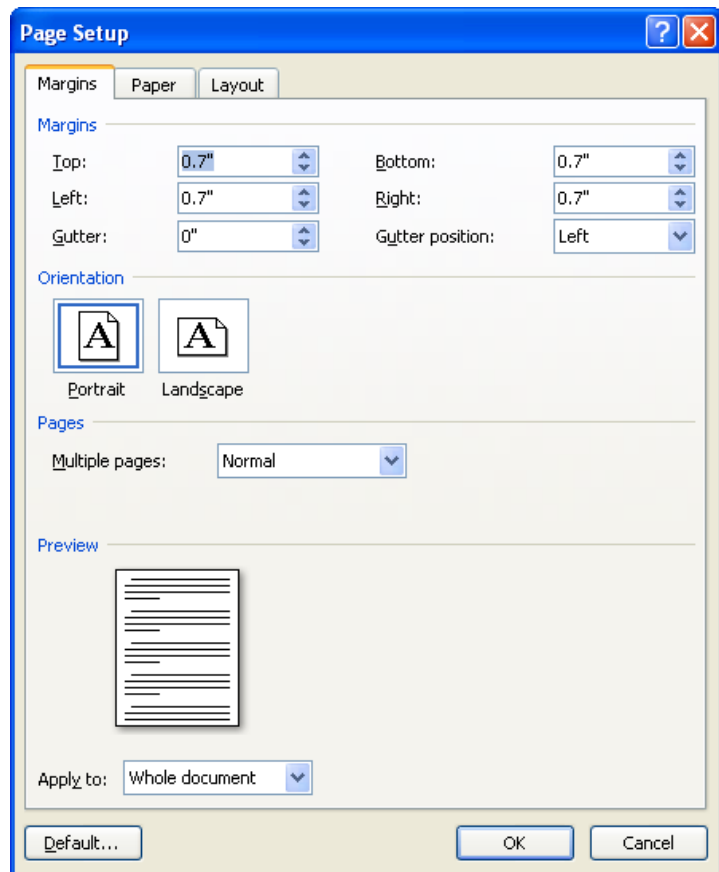 Page Setup
Margins Paper Layout
Margins
Top: 0.7" Bottom: 0.7"
Left: 0.7" Right: 0.7"
Gutter: 0" Gutter position: Left
Orientation
A A
Portrait Landscape
Pages
Multiple pages: Normal
Preview
Apply to: Whole document
Default... OK Cancel